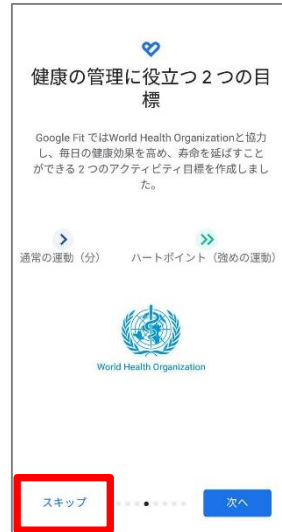 健康の管理に役立つ 2 つの目
標
Google Fit ではWorld Health Organizationと協力
し、毎日の健康効果を高め、寿命を延ばすこと
ができる 2 つのアクティビティ目標を作成しまし
た。
通常の運動（分） ハートポイント（強めの運動）
World Health Organization
スキップ 次へ